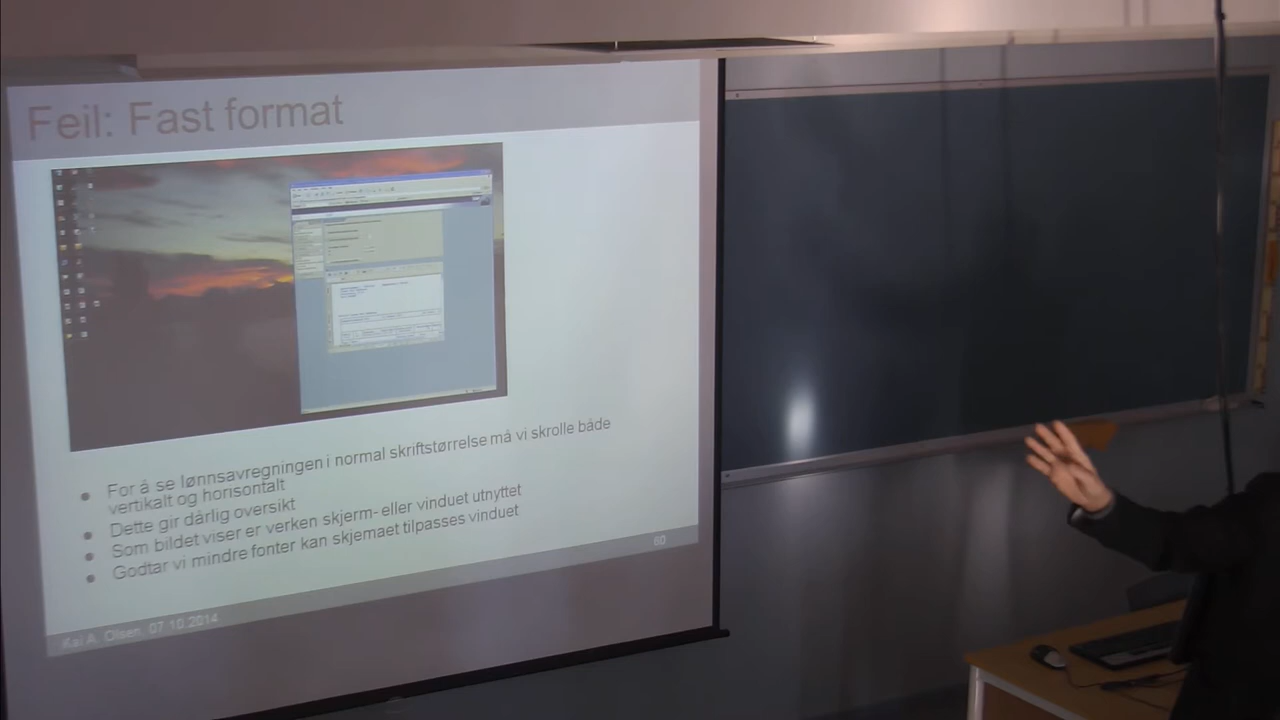 Feil: Fast format
• For å se lønnsavregningen i normal skriftstørrelse må vi skrolle både
vertikalt og horisontalt
• Dette gir dårlig oversikt
• Som bildet viser er verken skjerm- eller vinduet utnyttet
• Godtar vi mindre fonter kan skjemaet tilpasses vinduet
60
Kai A. Olsen, 07.10.2014